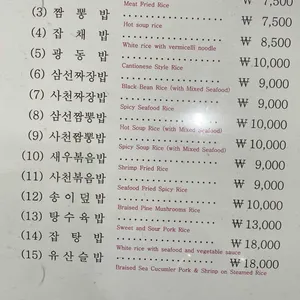 Meat Fried Rice
₩ 7,500
(3) 짬 뽕 밥 ₩ 7,500
Hot soup rice
(4) 잡 채 밥 ₩ 8,500
White rice with vermicelli noodle
(5) 광 동 밥 ₩ 10,000
Cantionese Style Rice
(6) 삼선짜장밥 ₩ 9,000
Black Bean Rice (with Mixed Seafood)
(7) 사천짜장밥 ₩ 9,000
Spicy Seafood Rice
(8) 삼선짬뽕밥 ₩ 10,000
Hot Soup Rice (with Mixed Seafood)
(9) 사천짬뽕밥 ₩ 10,000
Spicy Soup Rice (with Mixed Seafood)
(10) 새우볶음밥 ₩ 9,000
Shrimp Fried Rice
(11) 사천볶음밥 ₩ 9,000
Seafood Fried Spicy Rice
(12) 송이덮밥 ₩ 10,000
Braised Pine Mushrooms Rice
(13) 탕수육밥 ₩ 13,000
Sweet and Sour Pork Rice
(14) 잡 탕 밥 ₩ 18,000
White rice with seafood and vegetable sauce
(15) 유산슬밥 ₩ 18,000
Braised Sea Cucumber Pork & Shrimp on Steamed Rice